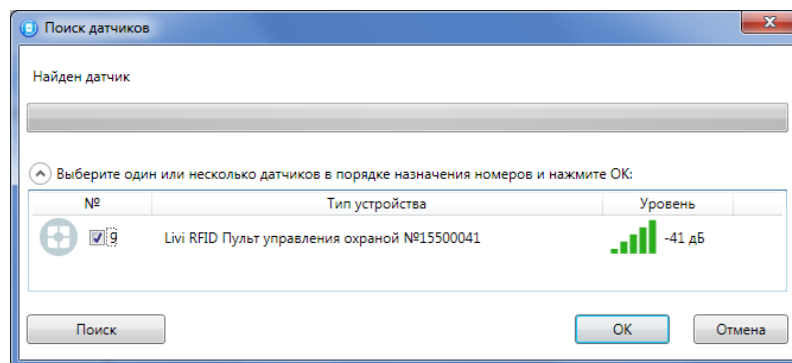 Поиск датчиков
Найден датчик
Выберите один или несколько датчиков в порядке назначения номеров и нажмите ОК:
№ Тип устройства Уровень
9 Livi RFID Пульт управления охраной №15500041 -41 дБ
Поиск ОК Отмена